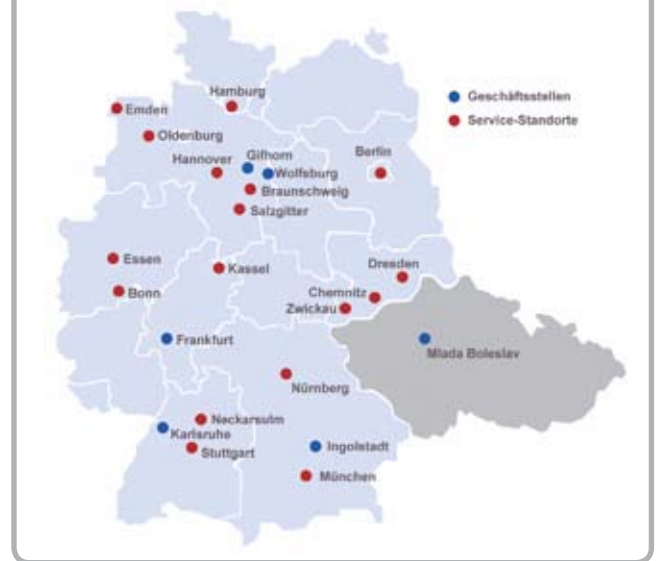 Hamburg
Geschäftsstellen
Emden
Service-Standorte
Oldenburg
Hannover
Gifhorn
Berlin
Wolfsburg
Braunschweig
Salzgitter
Essen
Kassel
Dresden
Bonn
Chemnitz
Zwickau
Frankfurt
Mlada Boleslav
Nürnberg
Neckarsulm
Karlsruhe
Stuttgart
Ingolstadt
München